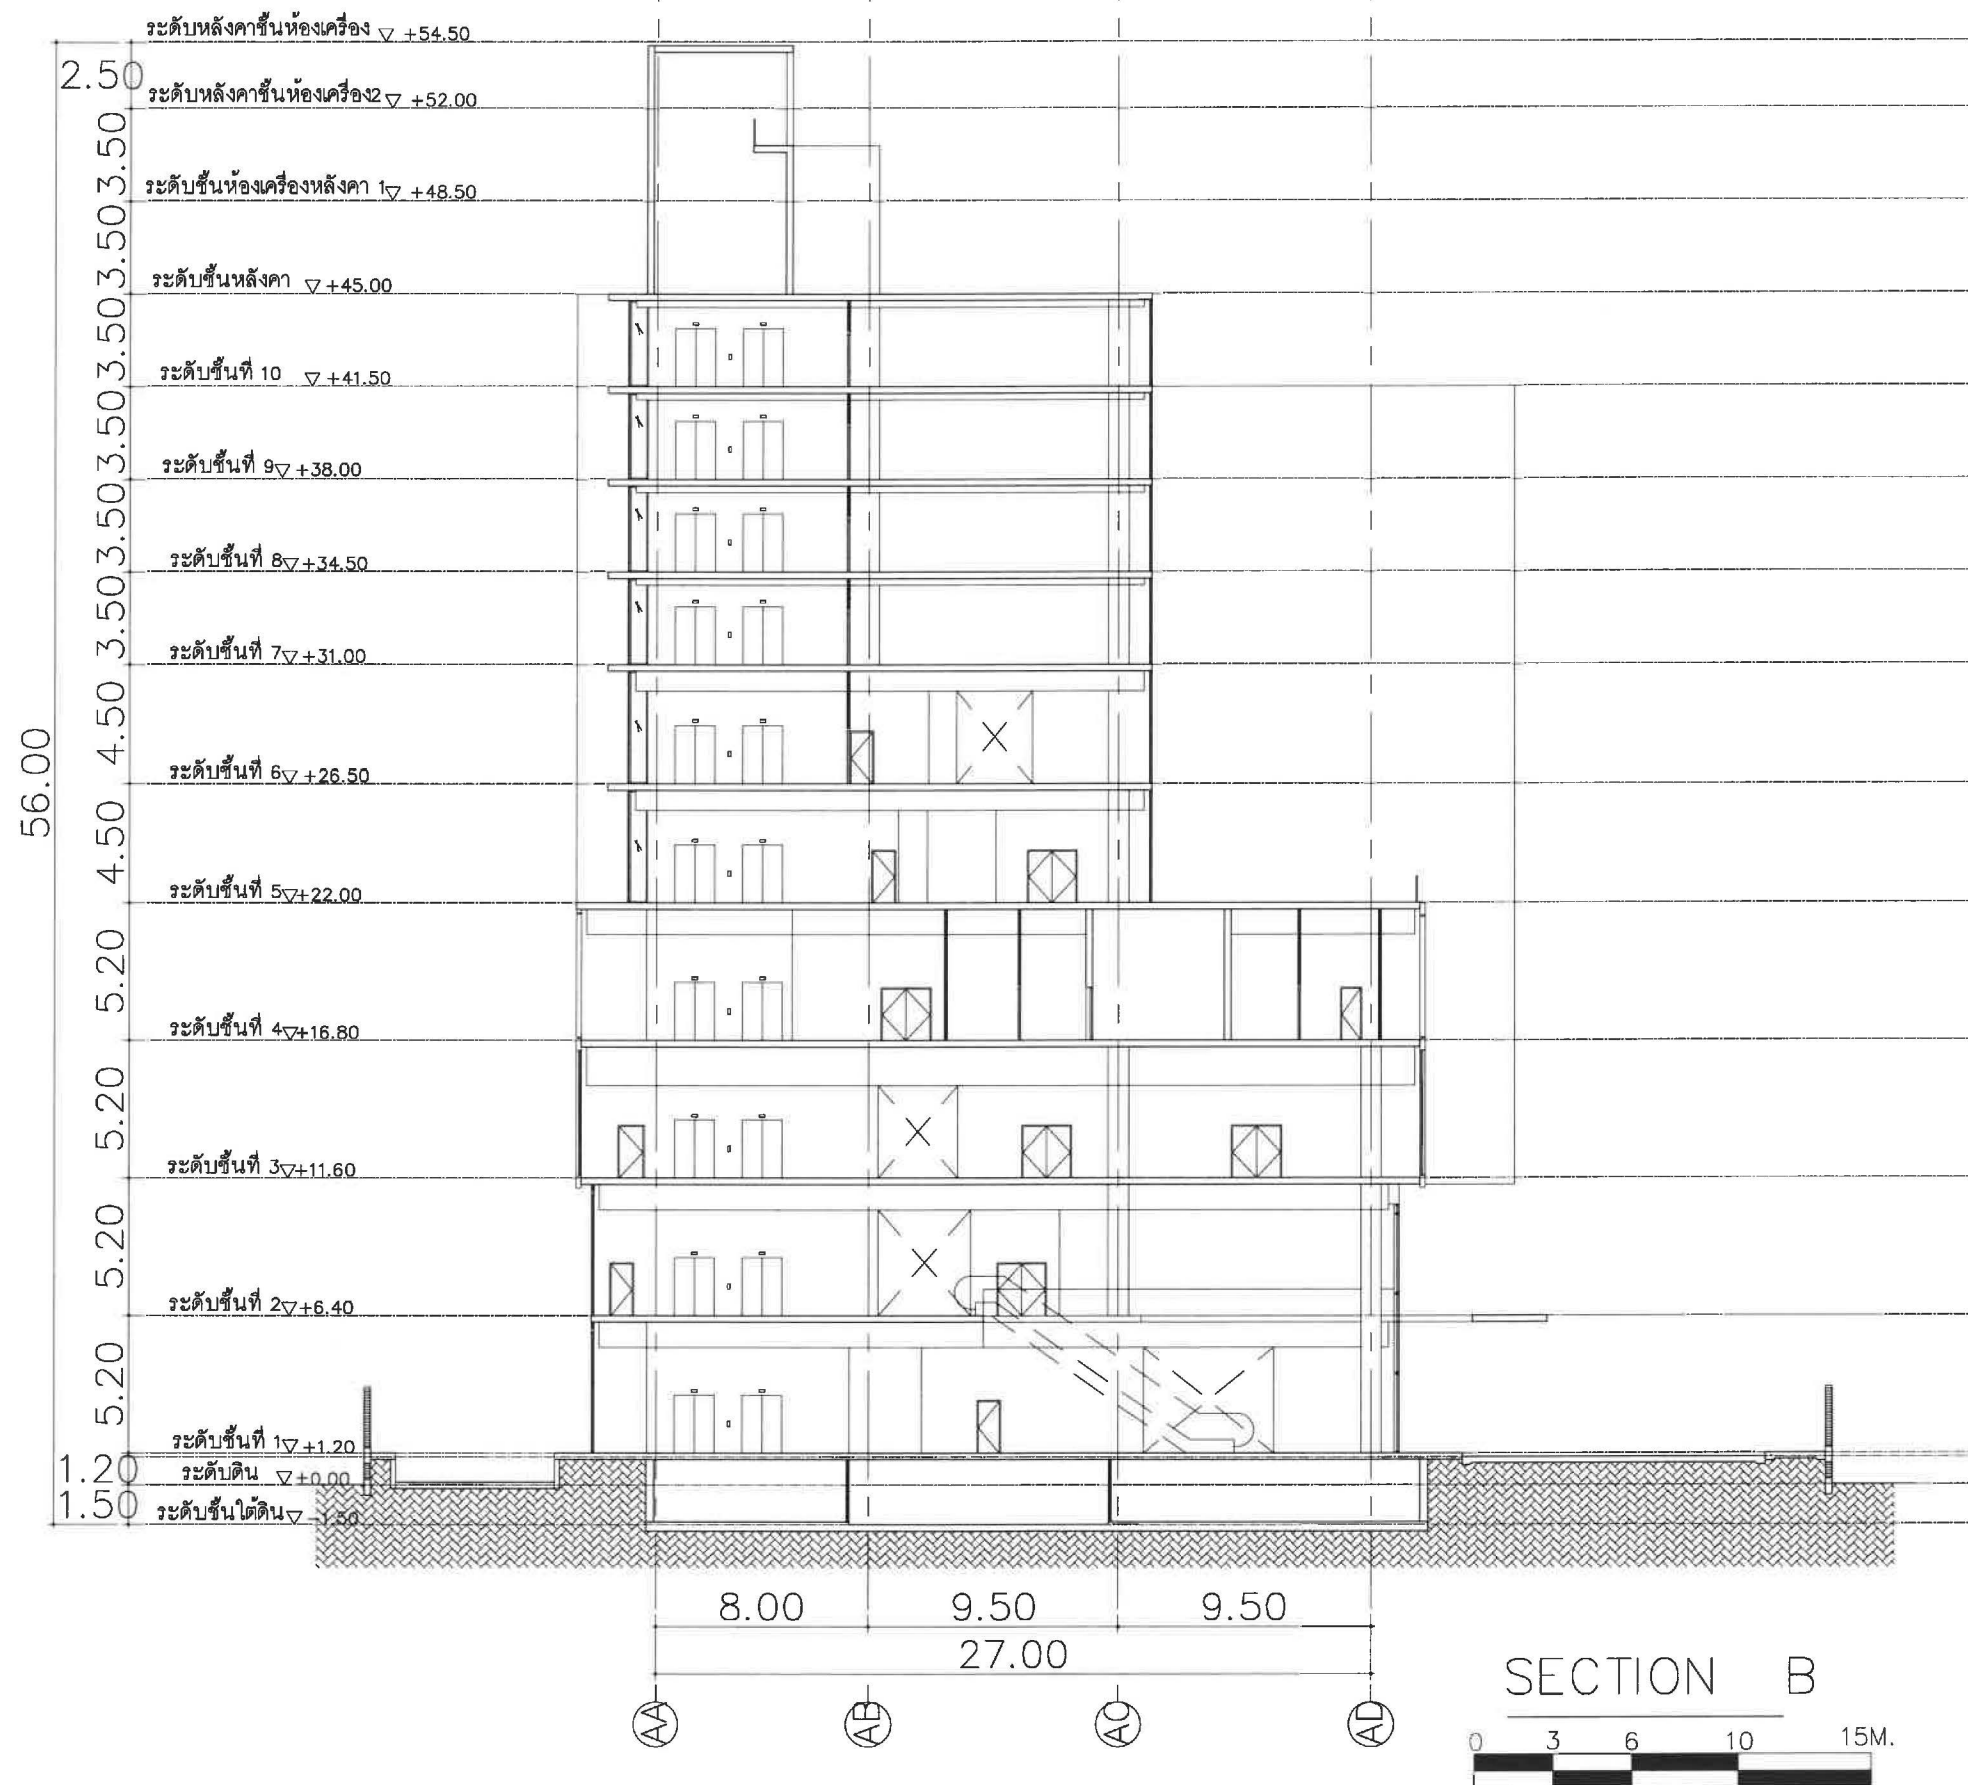 ระดับหลังคาชั้นห้องเครื่อง ▽ +54.50
2.50
ระดับหลังคาชั้นห้องเครื่อง2 ▽ +52.00
3.50
ระดับชั้นห้องเครื่องหลังคา 1▽ +48.50
3.50
ระดับชั้นหลังคา ▽ +45.00
3.50
ระดับชั้นที่ 10 ▽ +41.50
3.50
ระดับชั้นที่ 9▽ +38.00
3.50
ระดับชั้นที่ 8▽ +34.50
3.50
ระดับชั้นที่ 7▽ +31.00
4.50
56.00
ระดับชั้นที่ 6▽ +26.50
4.50
ระดับชั้นที่ 5▽+22.00
5.20
ระดับชั้นที่ 4▽+16.80
5.20
ระดับชั้นที่ 3▽+11.60
5.20
ระดับชั้นที่ 2▽+6.40
5.20
ระดับชั้นที่ 1▽+1.20
1.20
ระดับดิน ▽ +0.00
1.50
ระดับชั้นใต้ดิน ▽ -1.50
8.00 9.50 9.50
27.00
AA AB AC AD
SECTION B
0 3 6 10 15M.